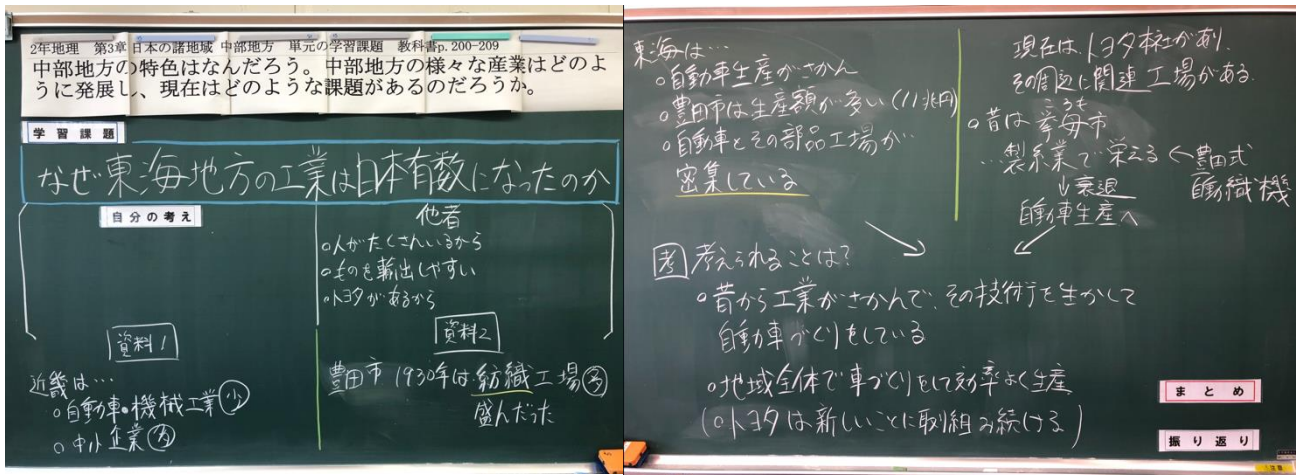 2年地理 第3章 日本の諸地域 中部地方 単元の学習課題 教科書p.200-209
中部地方の特色はなんだろう。中部地方の様々な産業はどのよ
うに発展し、現在はどのような課題があるのだろうか。
学習課題
なぜ東海地方の工業は日本有数になったのか
自分の考え
他者
○人がたくさんいるから
○ものを輸出しやすい
○トヨタがあるから
資料1
近畿は…
○自動車・機械工業 少
○中小企業 多
資料2
豊田市 1930年は紡織工場 多
盛んだった
東海は…
○自動車生産がさかん
○豊田市は生産額が多い(11兆円)
○自動車とその部品工場が…
密集している
現在はトヨタ本社があり、
その周辺に関連工場がある。
ころも
○昔は挙母市
…製糸業で栄える ← 豊田式
自動織機
↓衰退
自動車生産へ
考 考えられることは?
○昔から工業がさかんで、その技術を生かして
自動車づくりをしている
○地域全体で車づくりをして効率よく生産
(○トヨタは新しいことに取組み続ける)
まとめ
振り返り